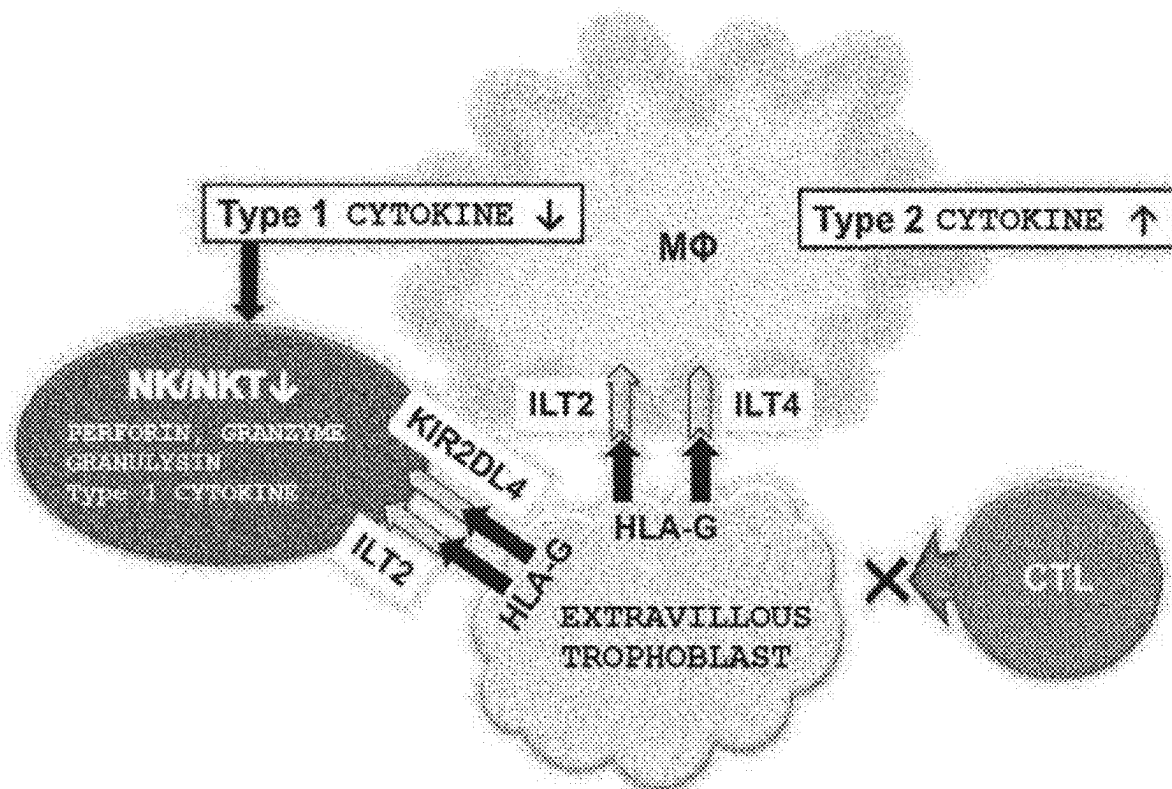 Type 1 CYTOKINE ↓
Type 2 CYTOKINE ↑
MΦ
NK/NKT↓
PERFORIN, GRANZYME
GRANULYSIN
Type 1 CYTOKINE
KIR2DL4
ILT2
HLA-G
ILT2
ILT4
HLA-G
EXTRAVILLOUS
TROPHOBLAST
CTL